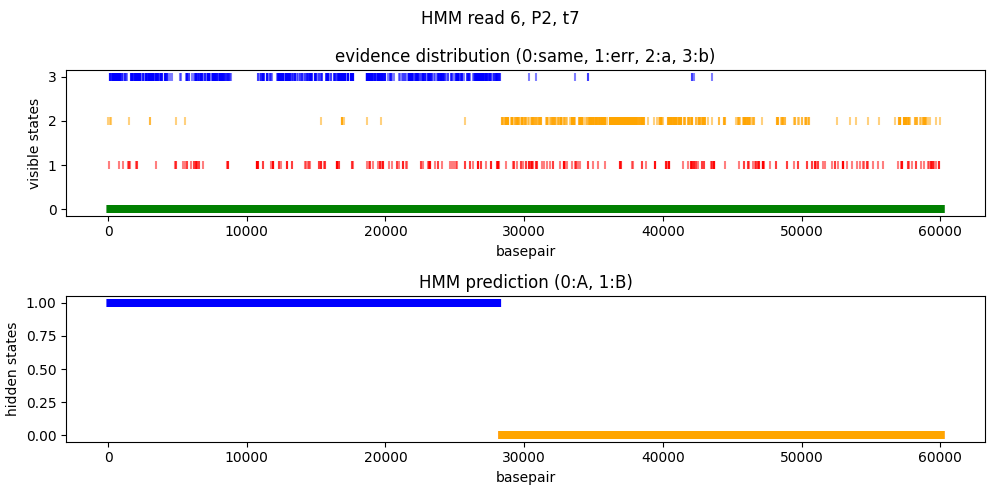 HMM read 6, P2, t7
evidence distribution (0:same, 1:err, 2:a, 3:b)
visible states
3
2
1
0
0 10000 20000 30000 40000 50000 60000
basepair
HMM prediction (0:A, 1:B)
hidden states
1.00
0.75
0.50
0.25
0.00
0 10000 20000 30000 40000 50000 60000
basepair